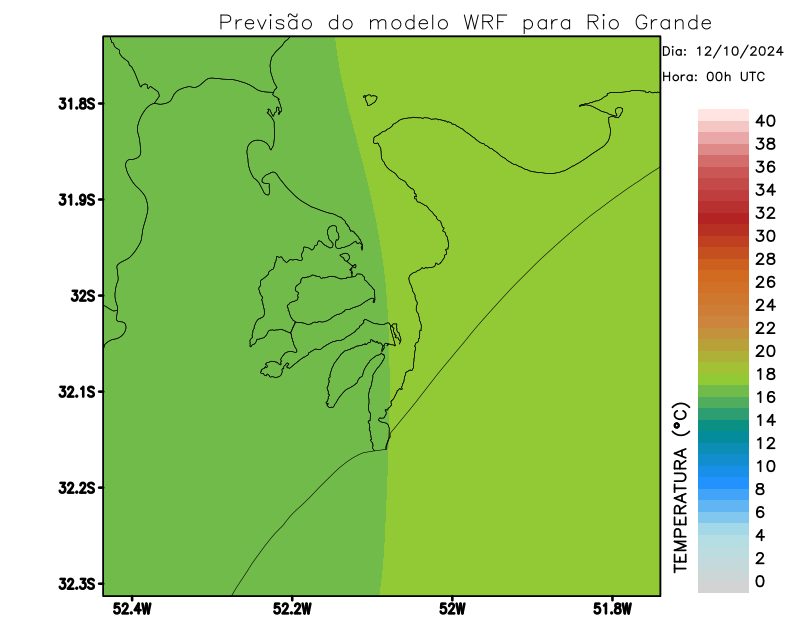 Previsão do modelo WRF para Rio Grande
Dia: 12/10/2024
Hora: 00h UTC
31.8S
31.9S
32S
32.1S
32.2S
32.3S
52.4W
52.2W
52W
51.8W
TEMPERATURA (°C)
40
38
36
34
32
30
28
26
24
22
20
18
16
14
12
10
8
6
4
2
0